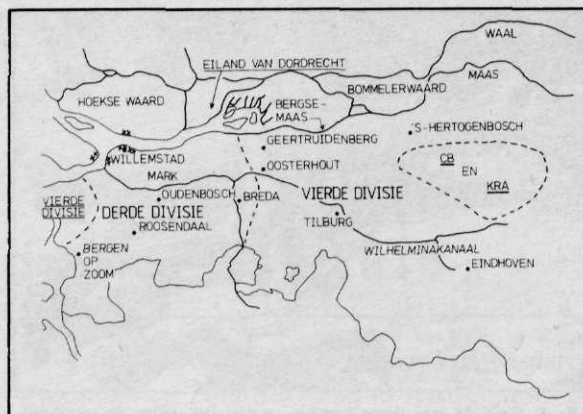 WAAL
EILAND VAN DORDRECHT
MAAS
BOMMELERWAARD
HOEKSE WAARD
BERGSE-
MAAS
'S-HERTOGENBOSCH
GEERTRUIDENBERG
WILLEMSTAD
OOSTERHOUT
CB
EN
KRA
MARK
VIERDE
DIVISIE
OUDENBOSCH
BREDA
VIERDE DIVISIE
DERDE DIVISIE
TILBURG
ROOSENDAAL
WILHELMINAKANAAL
BERGEN
OP
ZOOM
EINDHOVEN